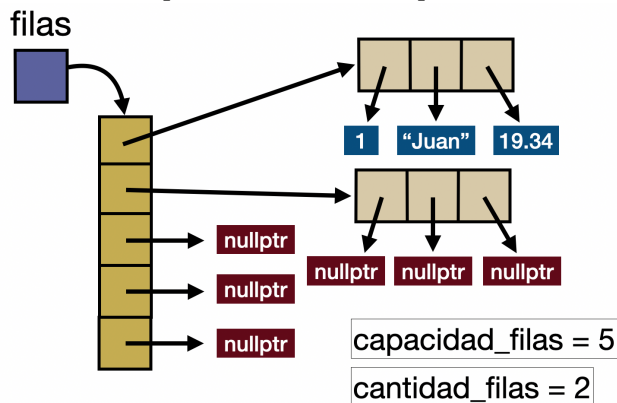 filas
1 “Juan” 19.34
nullptr
nullptr nullptr nullptr
nullptr
nullptr
capacidad_filas = 5
cantidad_filas = 2